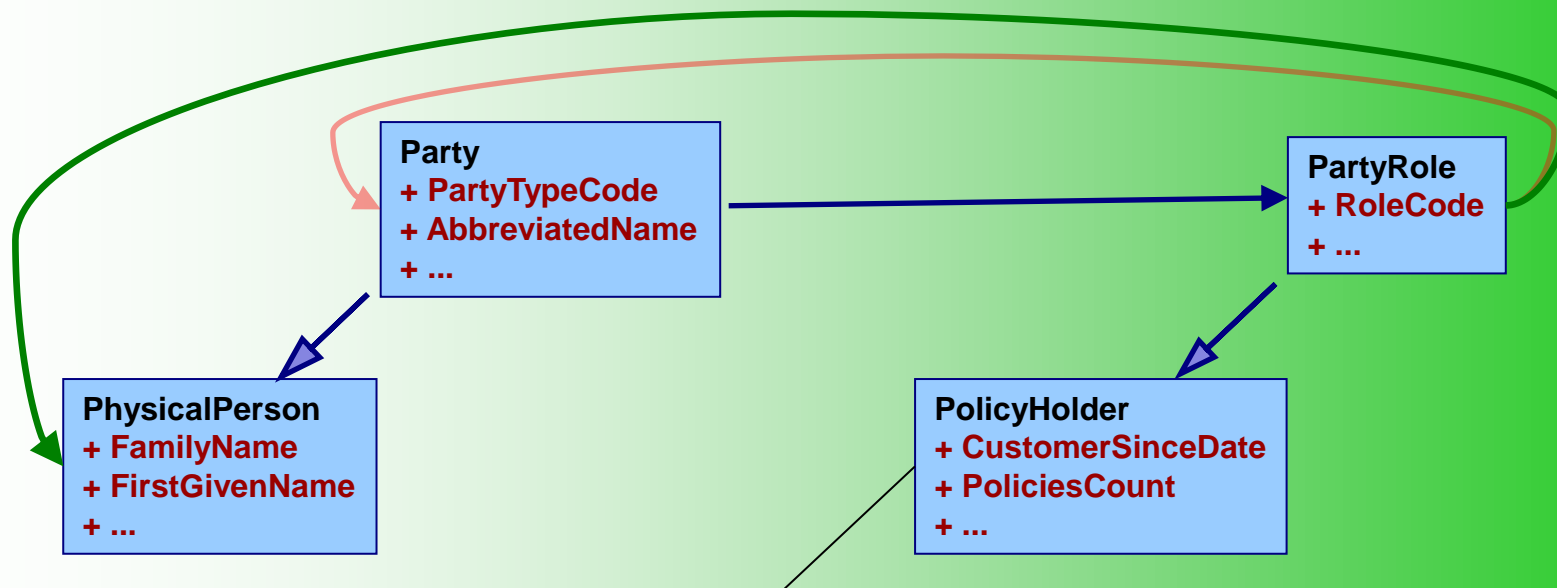 Party
+ PartyTypeCode
+ AbbreviatedName
+ ...
PartyRole
+ RoleCode
+ ...
PhysicalPerson
+ FamilyName
+ FirstGivenName
+ ...
PolicyHolder
+ CustomerSinceDate
+ PoliciesCount
+ ...